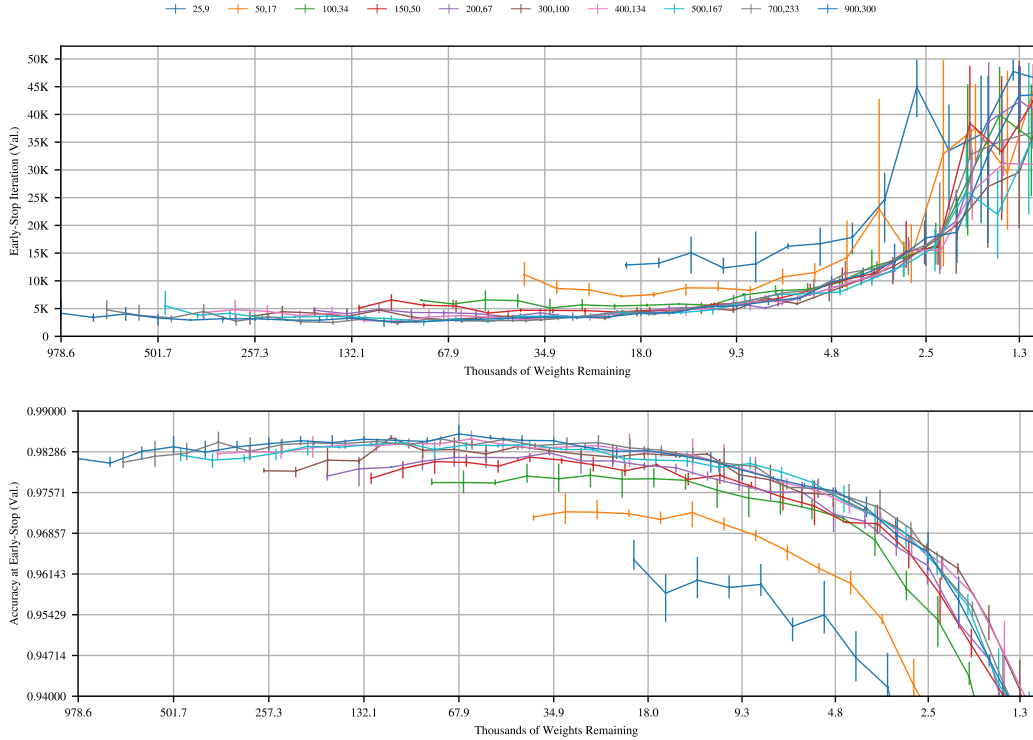 25,9 50,17 100,34 150,50 200,67 300,100 400,134 500,167 700,233 900,300
Early-Stop Iteration (Val.)
50K
45K
40K
35K
30K
25K
20K
15K
10K
5K
0
978.6 501.7 257.3 132.1 67.9 34.9 18.0 9.3 4.8 2.5 1.3
Thousands of Weights Remaining
Accuracy at Early-Stop (Val.)
0.99000
0.98286
0.97571
0.96857
0.96143
0.95429
0.94714
0.94000
978.6 501.7 257.3 132.1 67.9 34.9 18.0 9.3 4.8 2.5 1.3
Thousands of Weights Remaining